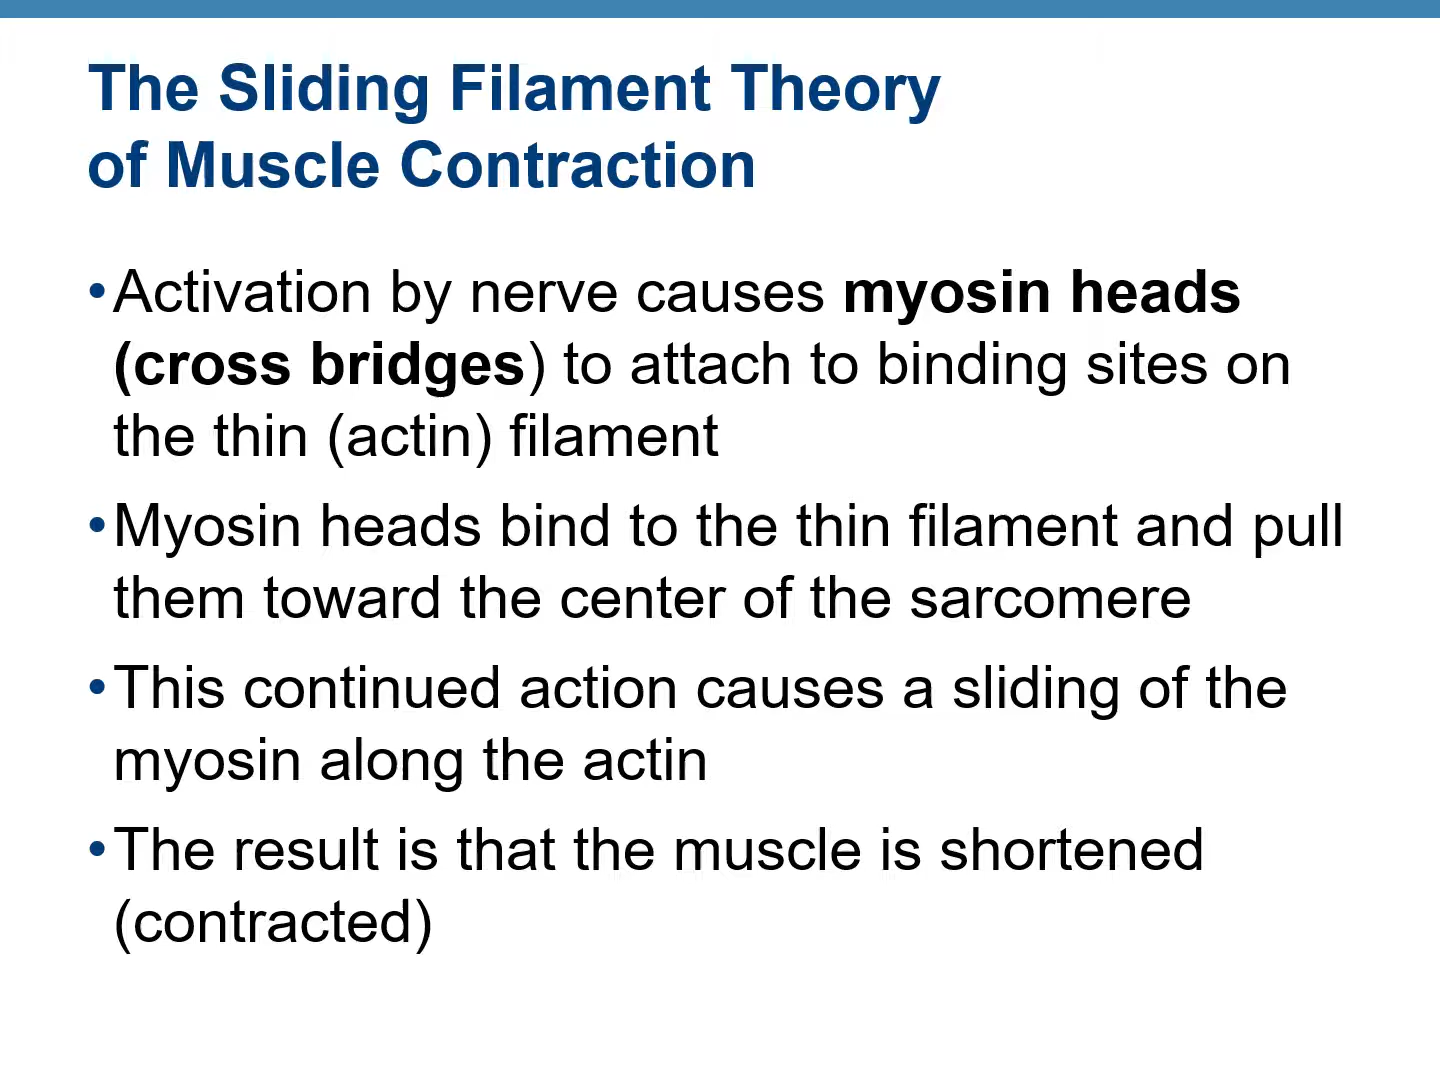 The Sliding Filament Theory
of Muscle Contraction
•Activation by nerve causes myosin heads
(cross bridges) to attach to binding sites on
the thin (actin) filament
•Myosin heads bind to the thin filament and pull
them toward the center of the sarcomere
•This continued action causes a sliding of the
myosin along the actin
•The result is that the muscle is shortened
(contracted)